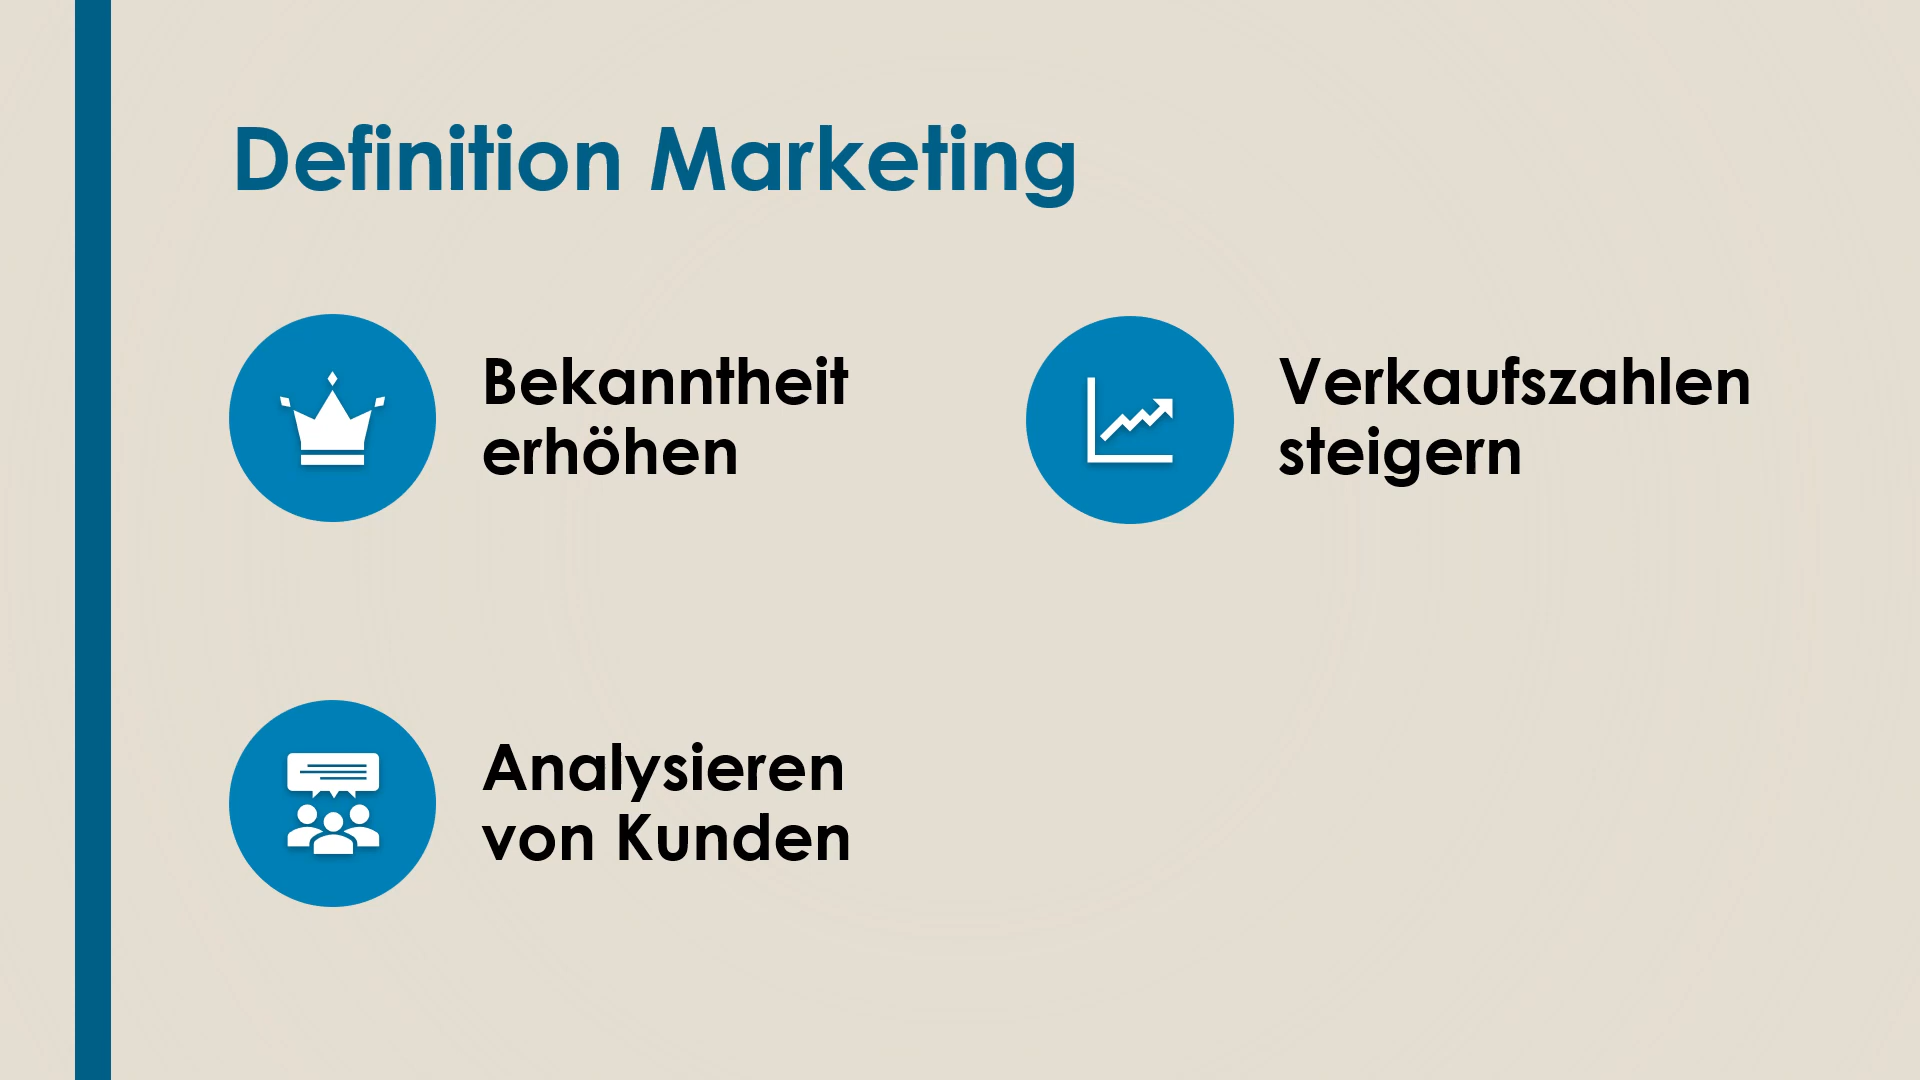 Definition Marketing
Bekanntheit
erhöhen
Verkaufszahlen
steigern
Analysieren
von Kunden